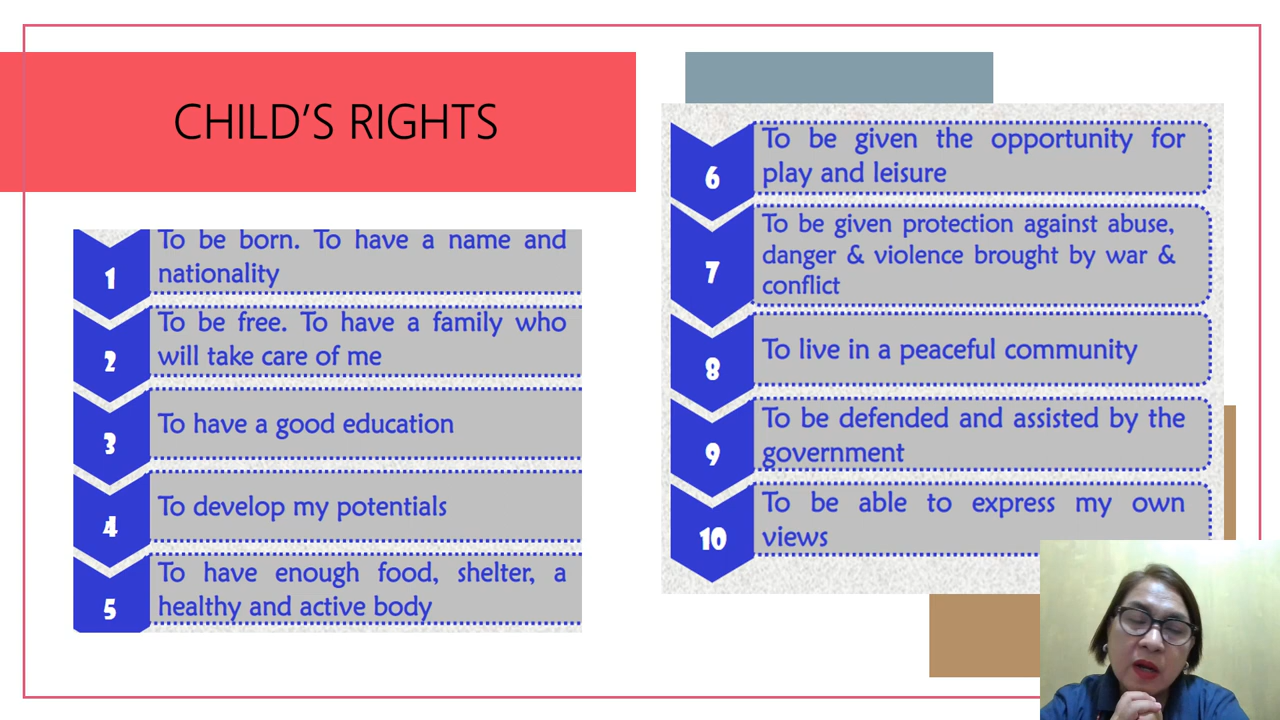 CHILD'S RIGHTS
1
To be born. To have a name and
nationality
2
To be free. To have a family who
will take care of me
3
To have a good education
4
To develop my potentials
5
To have enough food, shelter, a
healthy and active body
6
To be given the opportunity for
play and leisure
7
To be given protection against abuse,
danger & violence brought by war &
conflict
8
To live in a peaceful community
9
To be defended and assisted by the
government
10
To be able to express my own
views